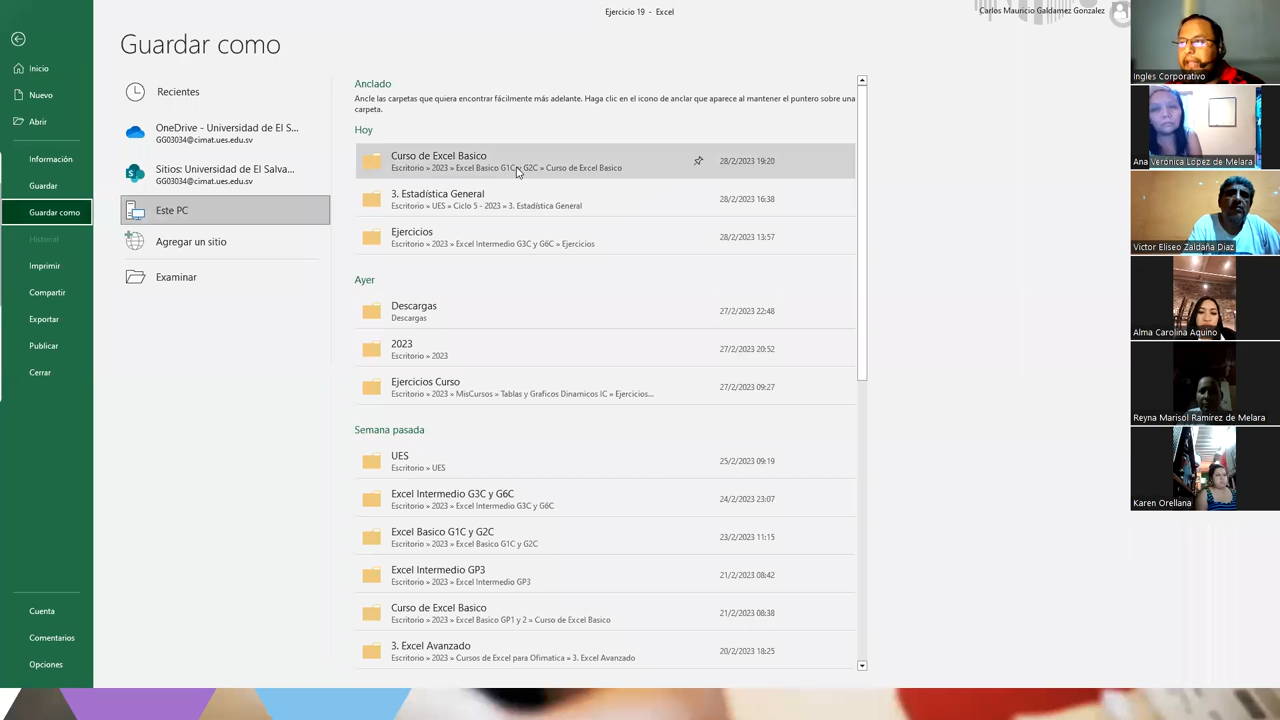 Ejercicio 19 - Excel
Carlos Mauricio Galdamez Gonzalez
Guardar como
Inicio
Nuevo
Abrir
Información
Guardar
Guardar como
Historial
Imprimir
Compartir
Exportar
Publicar
Cerrar
Cuenta
Comentarios
Opciones
Recientes
OneDrive - Universidad de El S...
GG03034@cimat.ues.edu.sv
Sitios: Universidad de El Salva...
GG03034@cimat.ues.edu.sv
Este PC
Agregar un sitio
Examinar
Anclado
Ancle las carpetas que quiera encontrar fácilmente más adelante. Haga clic en el icono de anclar que aparece al mantener el puntero sobre una
carpeta.
Hoy
Curso de Excel Basico
Escritorio » 2023 » Excel Basico G1C y G2C » Curso de Excel Basico
28/2/2023 19:20
3. Estadística General
Escritorio » UES » Ciclo 5 - 2023 » 3. Estadística General
28/2/2023 16:38
Ejercicios
Escritorio » 2023 » Excel Intermedio G3C y G6C » Ejercicios
28/2/2023 13:57
Ayer
Descargas
Descargas
27/2/2023 22:48
2023
Escritorio » 2023
27/2/2023 20:52
Ejercicios Curso
Escritorio » 2023 » MisCursos » Tablas y Graficos Dinamicos IC » Ejercicios...
27/2/2023 09:27
Semana pasada
UES
Escritorio » UES
25/2/2023 09:19
Excel Intermedio G3C y G6C
Escritorio » 2023 » Excel Intermedio G3C y G6C
24/2/2023 23:07
Excel Basico G1C y G2C
Escritorio » 2023 » Excel Basico G1C y G2C
23/2/2023 11:15
Excel Intermedio GP3
Escritorio » 2023 » Excel Intermedio GP3
21/2/2023 08:42
Curso de Excel Basico
Escritorio » 2023 » Excel Basico GP1 y 2 » Curso de Excel Basico
21/2/2023 08:38
3. Excel Avanzado
Escritorio » 2023 » Cursos de Excel para Ofimatica » 3. Excel Avanzado
20/2/2023 18:25
Ingles Corporativo
Ana Verónica López de Melara
Victor Eliseo Zaldaña Diaz
Alma Carolina Aquino
Reyna Marisol Ramírez de Melara
Karen Orellana